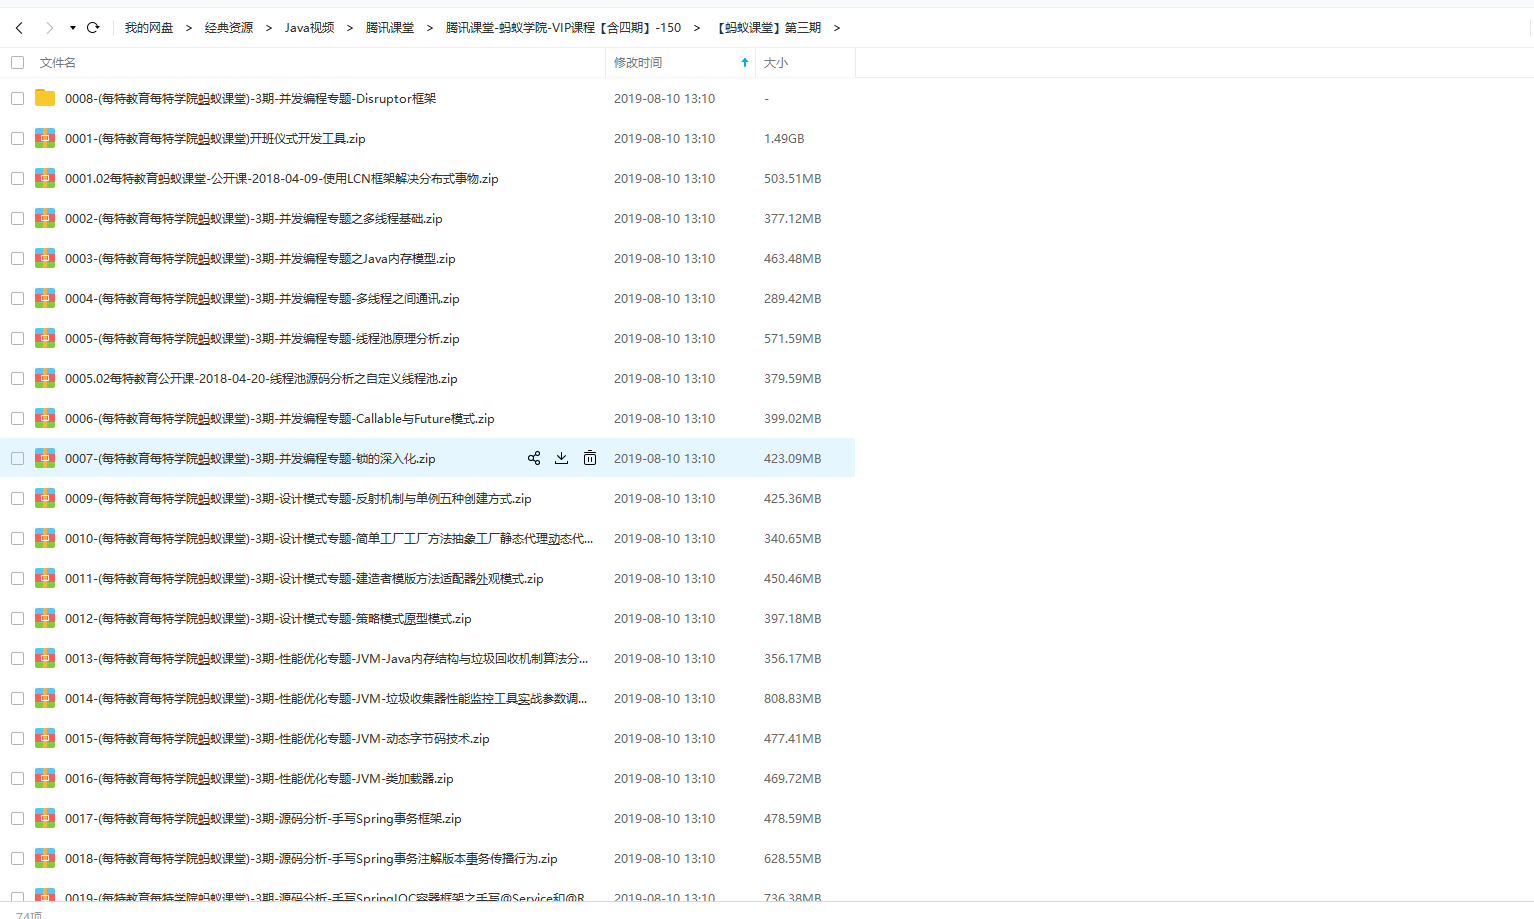 我的网盘 > 经典资源 > Java视频 > 腾讯课堂 > 腾讯课堂-蚂蚁学院-VIP课程【含四期】-150 > 【蚂蚁课堂】第三期 >
文件名 修改时间 大小
0008-(每特教育每特学院蚂蚁课堂)-3期-并发编程专题-Disruptor框架 2019-08-10 13:10 -
0001-(每特教育每特学院蚂蚁课堂)开班仪式开发工具.zip 2019-08-10 13:10 1.49GB
0001.02每特教育蚂蚁课堂-公开课-2018-04-09-使用LCN框架解决分布式事物.zip 2019-08-10 13:10 503.51MB
0002-(每特教育每特学院蚂蚁课堂)-3期-并发编程专题之多线程基础.zip 2019-08-10 13:10 377.12MB
0003-(每特教育每特学院蚂蚁课堂)-3期-并发编程专题之Java内存模型.zip 2019-08-10 13:10 463.48MB
0004-(每特教育每特学院蚂蚁课堂)-3期-并发编程专题-多线程之间通讯.zip 2019-08-10 13:10 289.42MB
0005-(每特教育每特学院蚂蚁课堂)-3期-并发编程专题-线程池原理分析.zip 2019-08-10 13:10 571.59MB
0005.02每特教育公开课-2018-04-20-线程池源码分析之自定义线程池.zip 2019-08-10 13:10 379.59MB
0006-(每特教育每特学院蚂蚁课堂)-3期-并发编程专题-Callable与Future模式.zip 2019-08-10 13:10 399.02MB
0007-(每特教育每特学院蚂蚁课堂)-3期-并发编程专题-锁的深入化.zip 2019-08-10 13:10 423.09MB
0009-(每特教育每特学院蚂蚁课堂)-3期-设计模式专题-反射机制与单例五种创建方式.zip 2019-08-10 13:10 425.36MB
0010-(每特教育每特学院蚂蚁课堂)-3期-设计模式专题-简单工厂工厂方法抽象工厂静态代理动态代... 2019-08-10 13:10 340.65MB
0011-(每特教育每特学院蚂蚁课堂)-3期-设计模式专题-建造者模版方法适配器外观模式.zip 2019-08-10 13:10 450.46MB
0012-(每特教育每特学院蚂蚁课堂)-3期-设计模式专题-策略模式原型模式.zip 2019-08-10 13:10 397.18MB
0013-(每特教育每特学院蚂蚁课堂)-3期-性能优化专题-JVM-Java内存结构与垃圾回收机制算法分... 2019-08-10 13:10 356.17MB
0014-(每特教育每特学院蚂蚁课堂)-3期-性能优化专题-JVM-垃圾收集器性能监控工具实战参数调... 2019-08-10 13:10 808.83MB
0015-(每特教育每特学院蚂蚁课堂)-3期-性能优化专题-JVM-动态字节码技术.zip 2019-08-10 13:10 477.41MB
0016-(每特教育每特学院蚂蚁课堂)-3期-性能优化专题-JVM-类加载器.zip 2019-08-10 13:10 469.72MB
0017-(每特教育每特学院蚂蚁课堂)-3期-源码分析-手写Spring事务框架.zip 2019-08-10 13:10 478.59MB
0018-(每特教育每特学院蚂蚁课堂)-3期-源码分析-手写Spring事务注解版本事务传播行为.zip 2019-08-10 13:10 628.55MB
0019-(每特教育每特学院蚂蚁课堂)-3期-源码分析-手写SpringIOC容器框架之手写@Service和@R 2019-08-10 13:10 736.38MB
74项